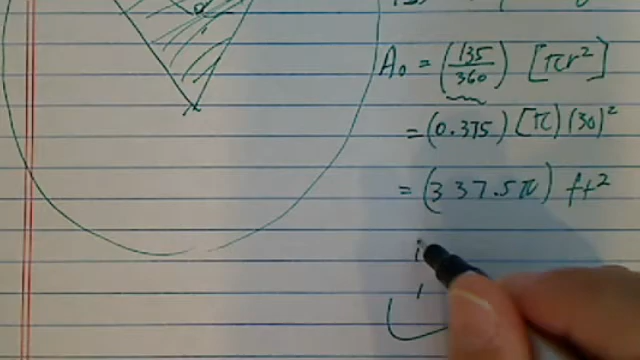 A₀ = (135/360) [πr²]
= (0.375) [π) (30)²
= (337.5π) ft²